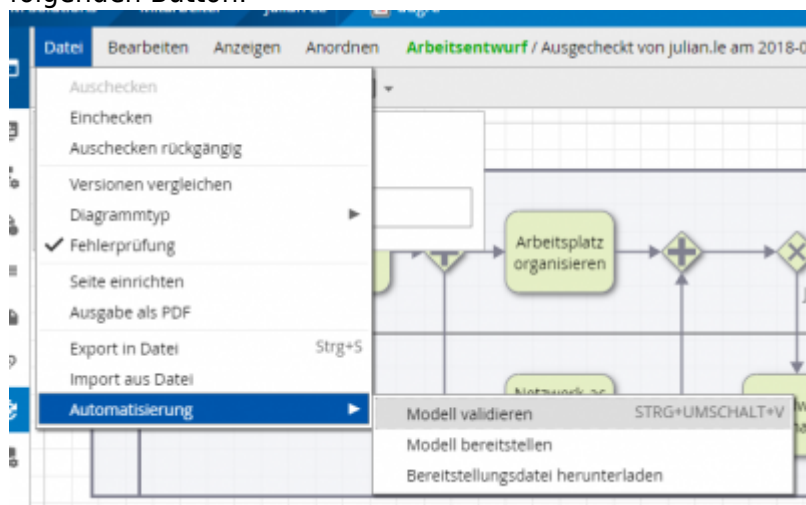 folgenden Button:
Datei Bearbeiten Anzeigen Anordnen Arbeitsentwurf / Ausgecheckt von julian.le am 2018-0
Auschecken
Einchecken
Auschecken rückgängig
Versionen vergleichen
Diagrammtyp
Fehlerprüfung
Seite einrichten
Ausgabe als PDF
Export in Datei Strg+S
Import aus Datei
Automatisierung
Arbeitsplatz
organisieren
Modell validieren STRG+UMSCHALT+V
Modell bereitstellen
Bereitstellungsdatei herunterladen